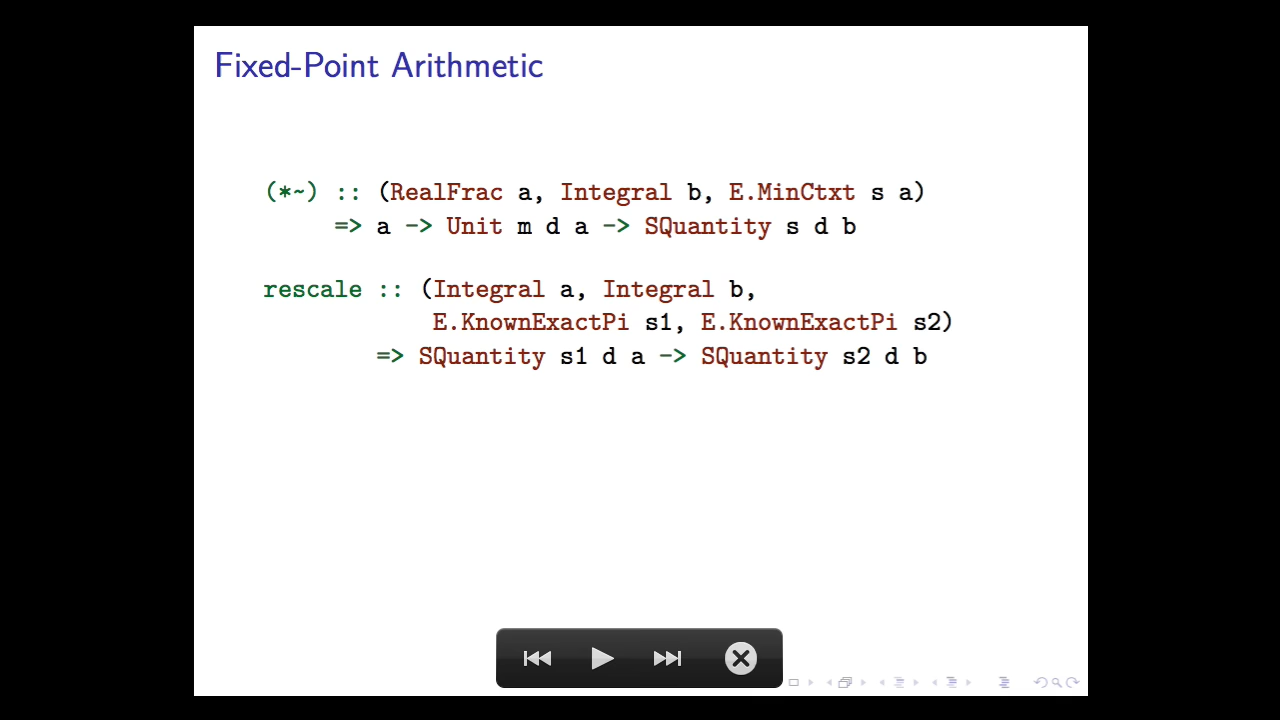 Fixed-Point Arithmetic
(*~) :: (RealFrac a, Integral b, E.MinCtxt s a)
=> a -> Unit m d a -> SQuantity s d b
rescale :: (Integral a, Integral b,
E.KnownExactPi s1, E.KnownExactPi s2)
=> SQuantity s1 d a -> SQuantity s2 d b